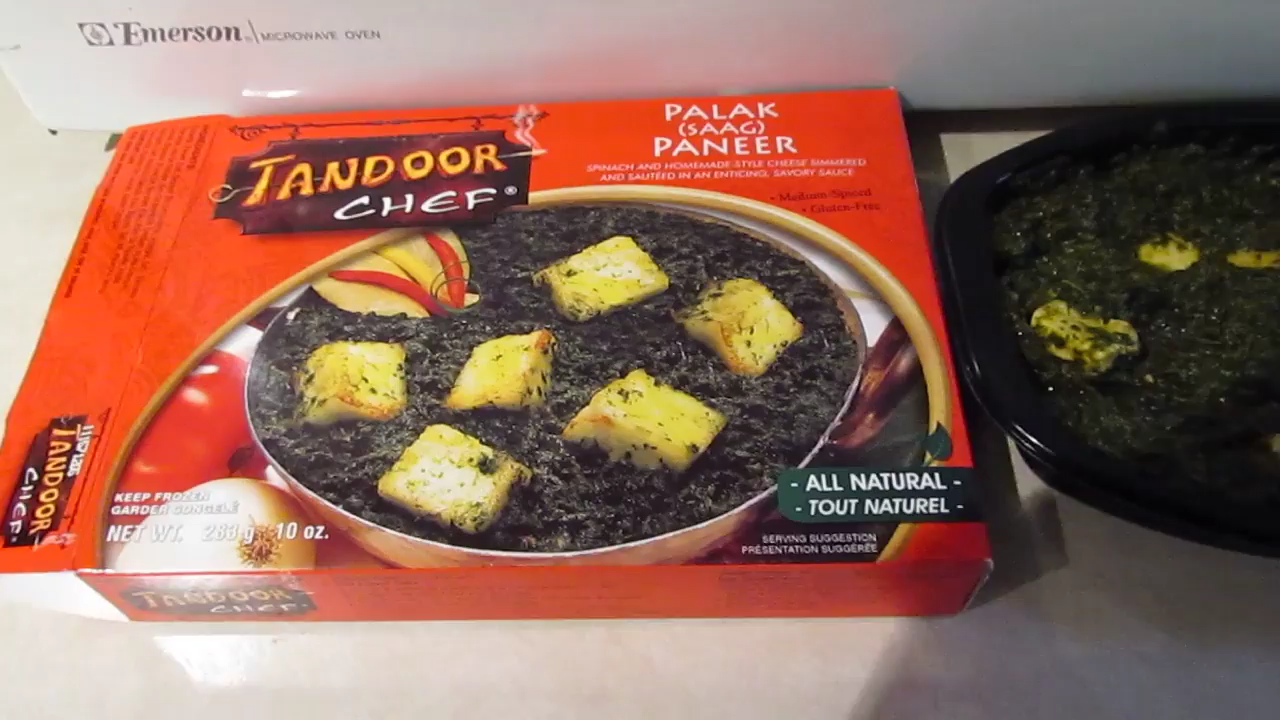 Emerson | MICROWAVE OVEN
TANDOOR
CHEF®
PALAK
(SAAG)
PANEER
SPINACH AND HOMEMADE-STYLE CHEESE SIMMERED
AND SAUTÉED IN AN ENTICING, SAVORY SAUCE
• Medium Spiced
• Gluten-Free
TANDOOR
CHEF
KEEP FROZEN
GARDER CONGELÉ
NET WT. 283 g 10 oz.
- ALL NATURAL -
- TOUT NATUREL -
SERVING SUGGESTION
PRÉSENTATION SUGGÉRÉE
TANDOOR
CHEF